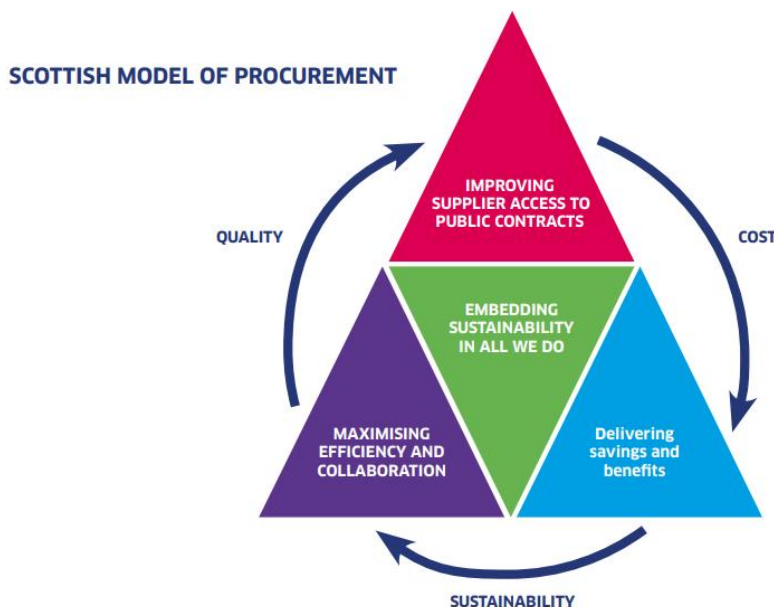 SCOTTISH MODEL OF PROCUREMENT
IMPROVING
SUPPLIER ACCESS TO
PUBLIC CONTRACTS
QUALITY
COST
EMBEDDING
SUSTAINABILITY
IN ALL WE DO
MAXIMISING
EFFICIENCY AND
COLLABORATION
Delivering
savings and
benefits
SUSTAINABILITY